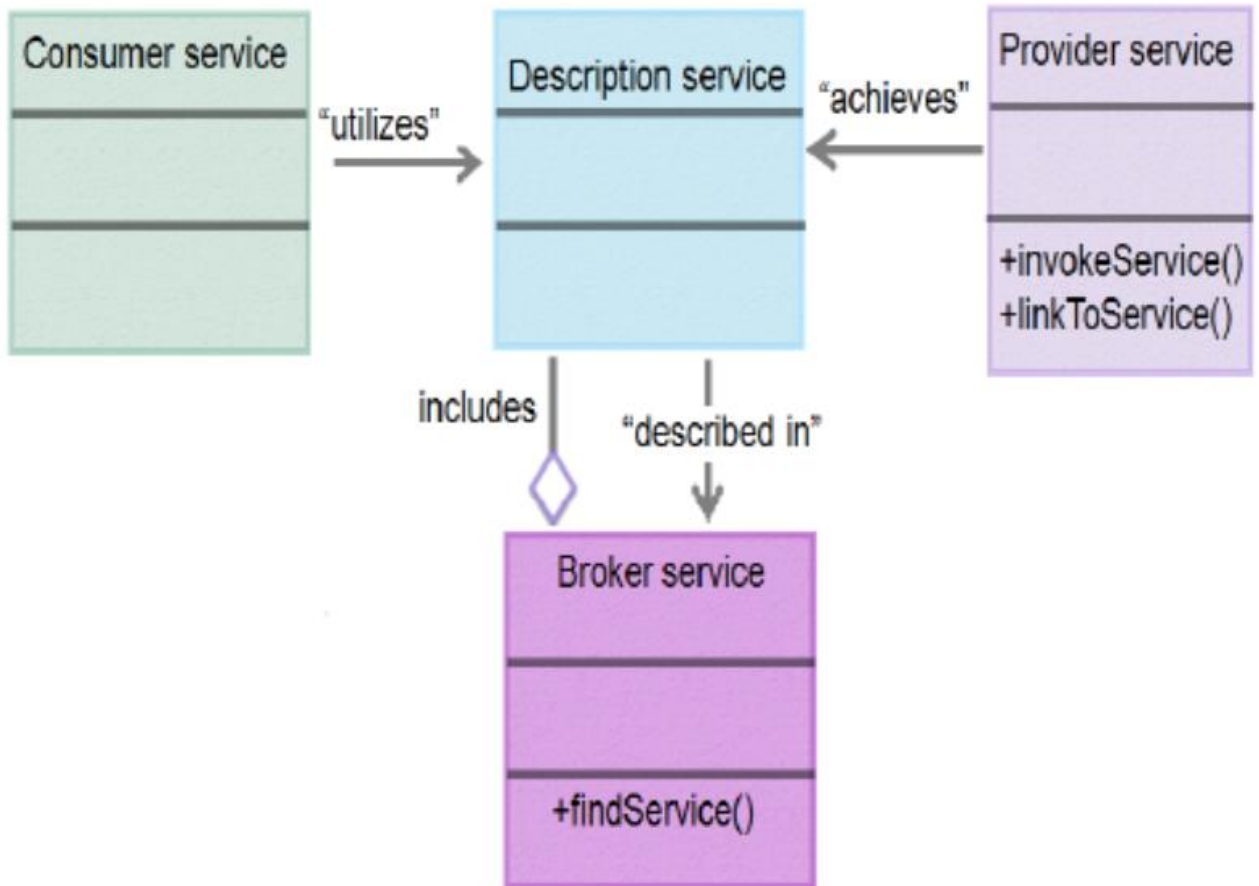 Consumer service
Description service
Provider service
“utilizes”
“achieves”
+invokeService()
+linkToService()
includes
“described in”
Broker service
+findService()